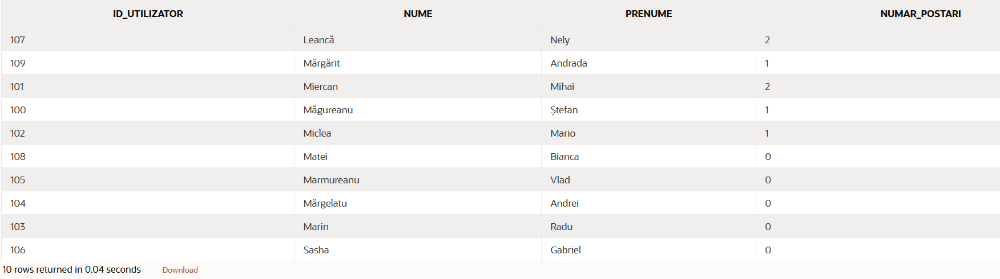 ID_UTILIZATOR NUME PRENUME NUMAR_POSTARI
107 Leancă Nely 2
109 Mărgărit Andrada 1
101 Miercan Mihai 2
100 Măgureanu Ștefan 1
102 Miclea Mario 1
108 Matei Bianca 0
105 Marmureanu Vlad 0
104 Mărgelatu Andrei 0
103 Marin Radu 0
106 Sasha Gabriel 0
10 rows returned in 0.04 seconds Download